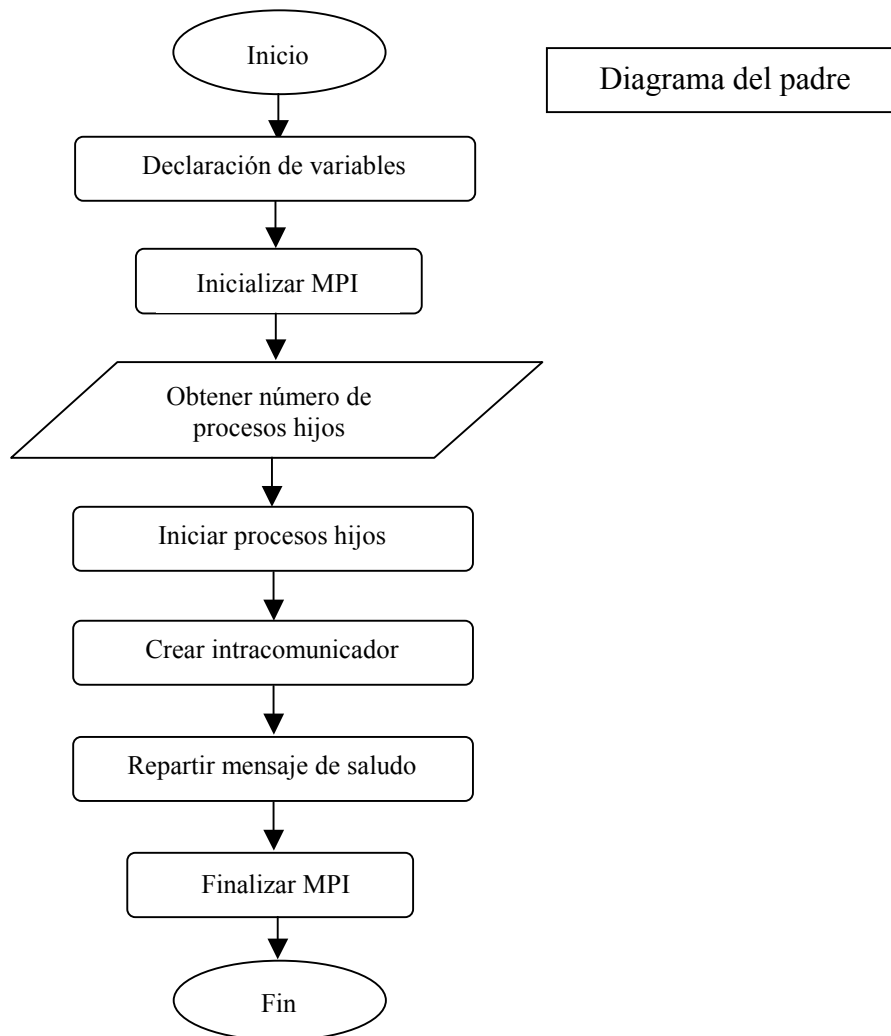 Inicio
Diagrama del padre
Declaración de variables
Inicializar MPI
Obtener número de
procesos hijos
Iniciar procesos hijos
Crear intracomunicador
Repartir mensaje de saludo
Finalizar MPI
Fin